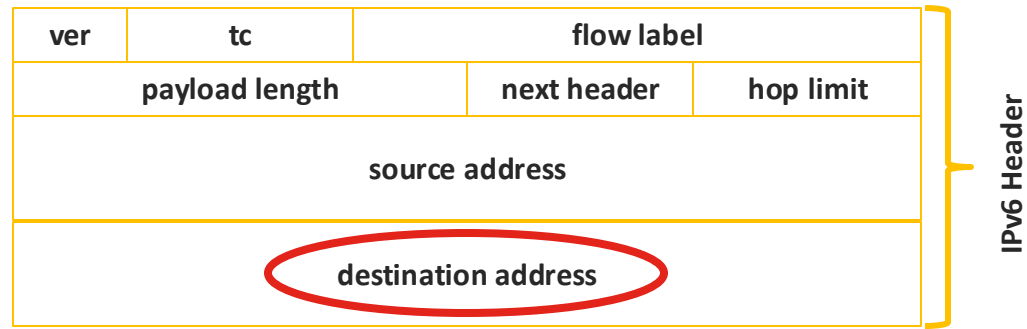 ver tc flow label
payload length next header hop limit
source address
destination address
IPv6 Header